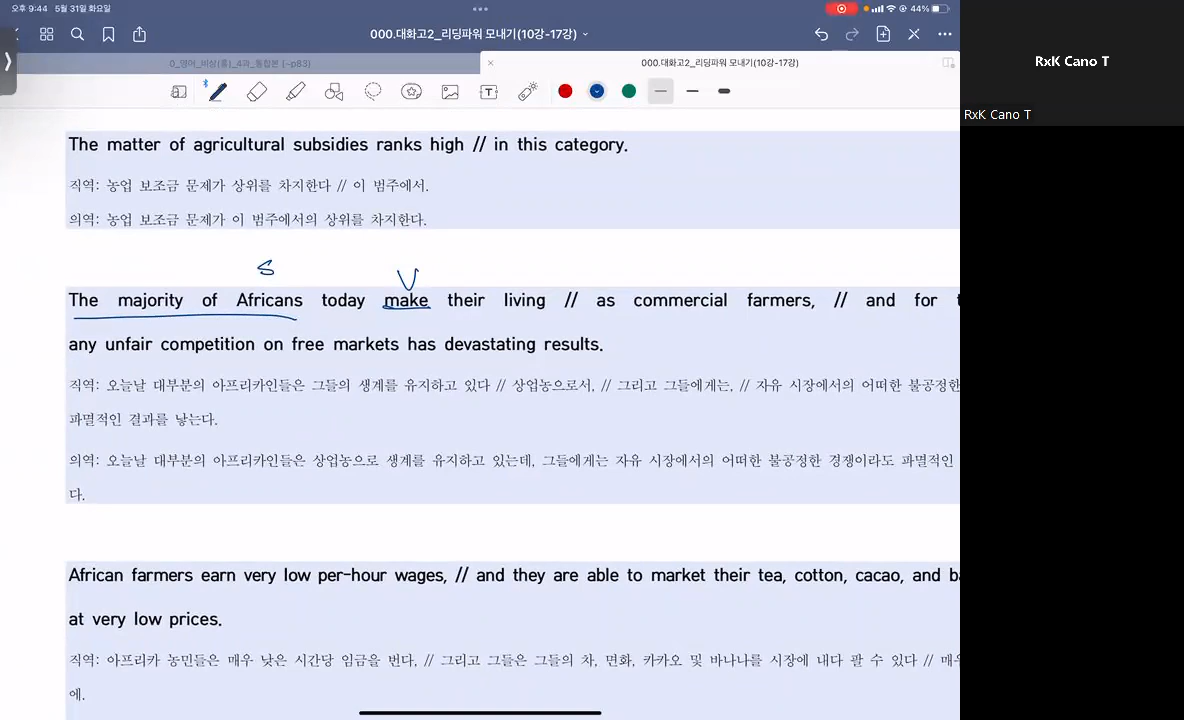 오후 9:44 5월 31일 화요일
44%
000.대화고2_리딩파워 모내기(10강-17강)
0_영어_비상(홍)_4과_통합본 (~p83)
000.대화고2_리딩파워 모내기(10강-17강)
RxK Cano T
RxK Cano T
The matter of agricultural subsidies ranks high // in this category.
직역: 농업 보조금 문제가 상위를 차지한다 // 이 범주에서.
의역: 농업 보조금 문제가 이 범주에서의 상위를 차지한다.
S V
The majority of Africans today make their living // as commercial farmers, // and for
any unfair competition on free markets has devastating results.
직역: 오늘날 대부분의 아프리카인들은 그들의 생계를 유지하고 있다 // 상업농으로서, // 그리고 그들에게는, // 자유 시장에서의 어떠한 불공정한
파멸적인 결과를 낳는다.
의역: 오늘날 대부분의 아프리카인들은 상업농으로 생계를 유지하고 있는데, 그들에게는 자유 시장에서의 어떠한 불공정한 경쟁이라도 파멸적인
다.
African farmers earn very low per-hour wages, // and they are able to market their tea, cotton, cacao, and
at very low prices.
직역: 아프리카 농민들은 매우 낮은 시간당 임금을 번다, // 그리고 그들은 그들의 차, 면화, 카카오 및 바나나를 시장에 내다 팔 수 있다 // 매우
에.